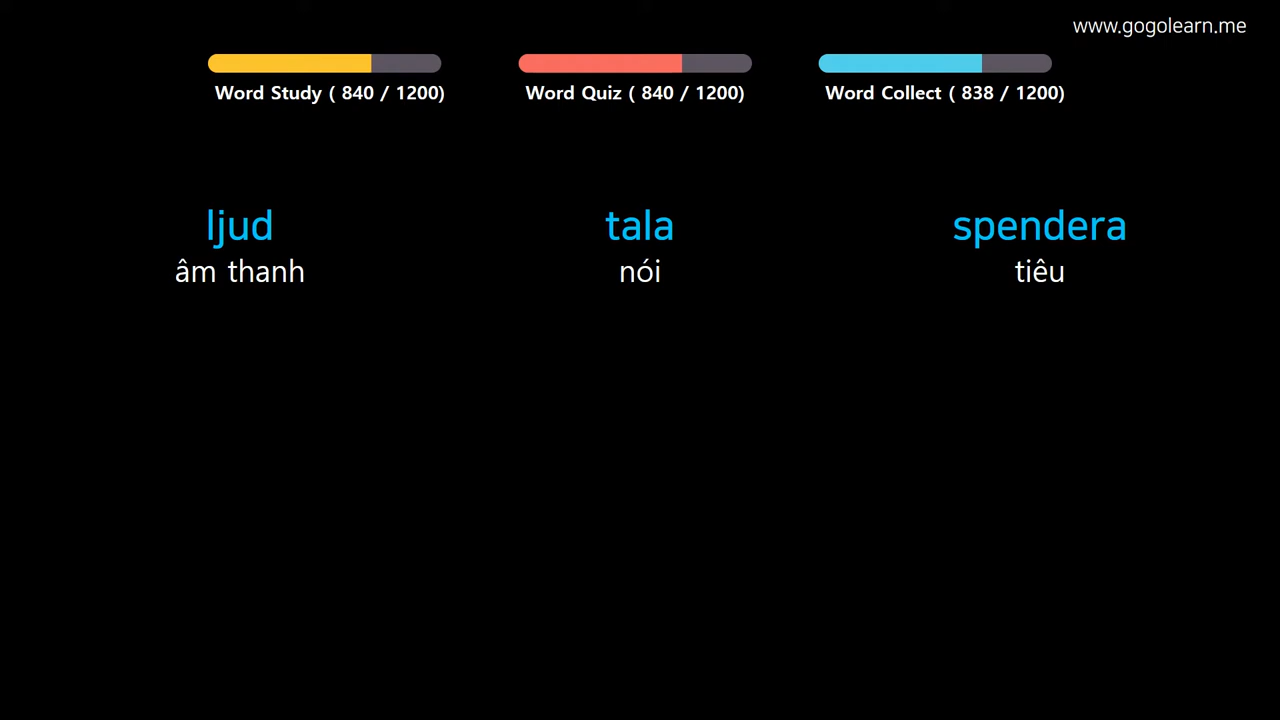 www.gogolearn.me
Word Study ( 840 / 1200)
Word Quiz ( 840 / 1200)
Word Collect ( 838 / 1200)
ljud
âm thanh
tala
nói
spendera
tiêu